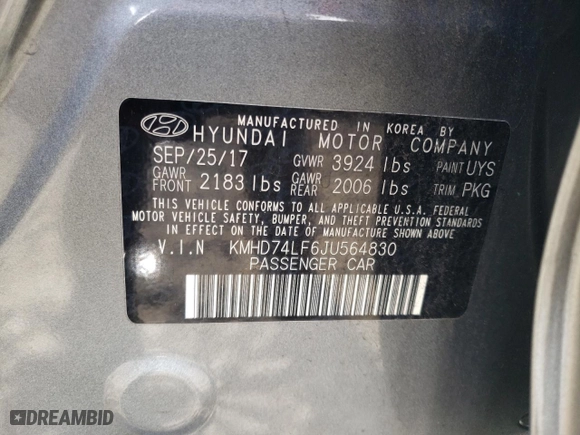 MANUFACTURED IN KOREA BY
HYUNDAI MOTOR COMPANY
SEP/25/17 GVWR 3924 lbs PAINT UYS
GAWR FRONT 2183 lbs GAWR REAR 2006 lbs TRIM PKG
THIS VEHICLE CONFORMS TO ALL APPLICABLE U.S.A. FEDERAL
MOTOR VEHICLE SAFETY, BUMPER, AND THEFT PREVENTION STANDARDS
IN EFFECT ON THE DATE OF MANUFACTURE SHOWN ABOVE.
V.I.N KMHD74LF6JU564830
PASSENGER CAR
DREAMBID